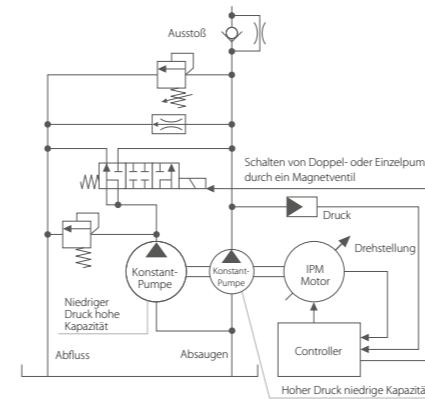 Ausstoß
Schalten von Doppel- oder Einzelpum
durch ein Magnetventil
Druck
Drehstellung
Konstant-
Pumpe
Konstant-
Pumpe
IPM
Motor
Niedriger
Druck hohe
Kapazität
Abfluss
Absaugen
Controller
Hoher Druck niedrige Kapazitä